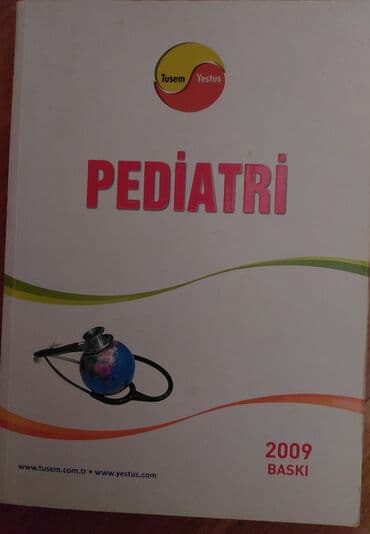 Tusem Yestus
PEDİATRİ
2009
BASKI
www.tusem.com.tr • www.yestus.com